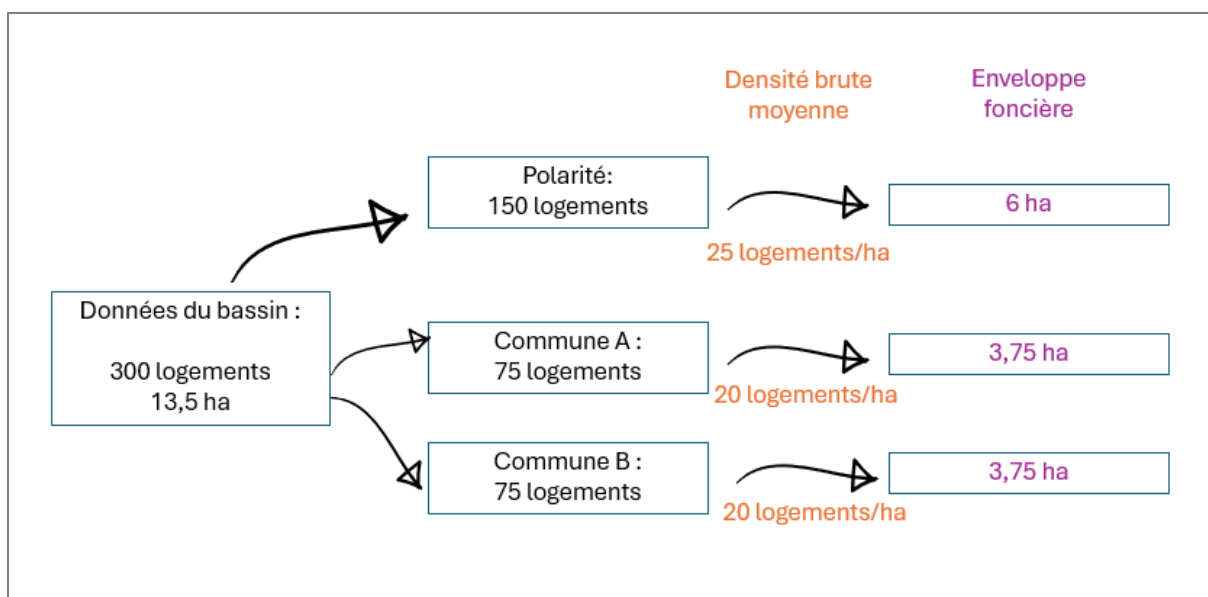 Densité brute
moyenne
Enveloppe
foncière
Polarité:
150 logements
6 ha
25 logements/ha
Données du bassin :
300 logements
13,5 ha
Commune A :
75 logements
3,75 ha
20 logements/ha
Commune B :
75 logements
3,75 ha
20 logements/ha